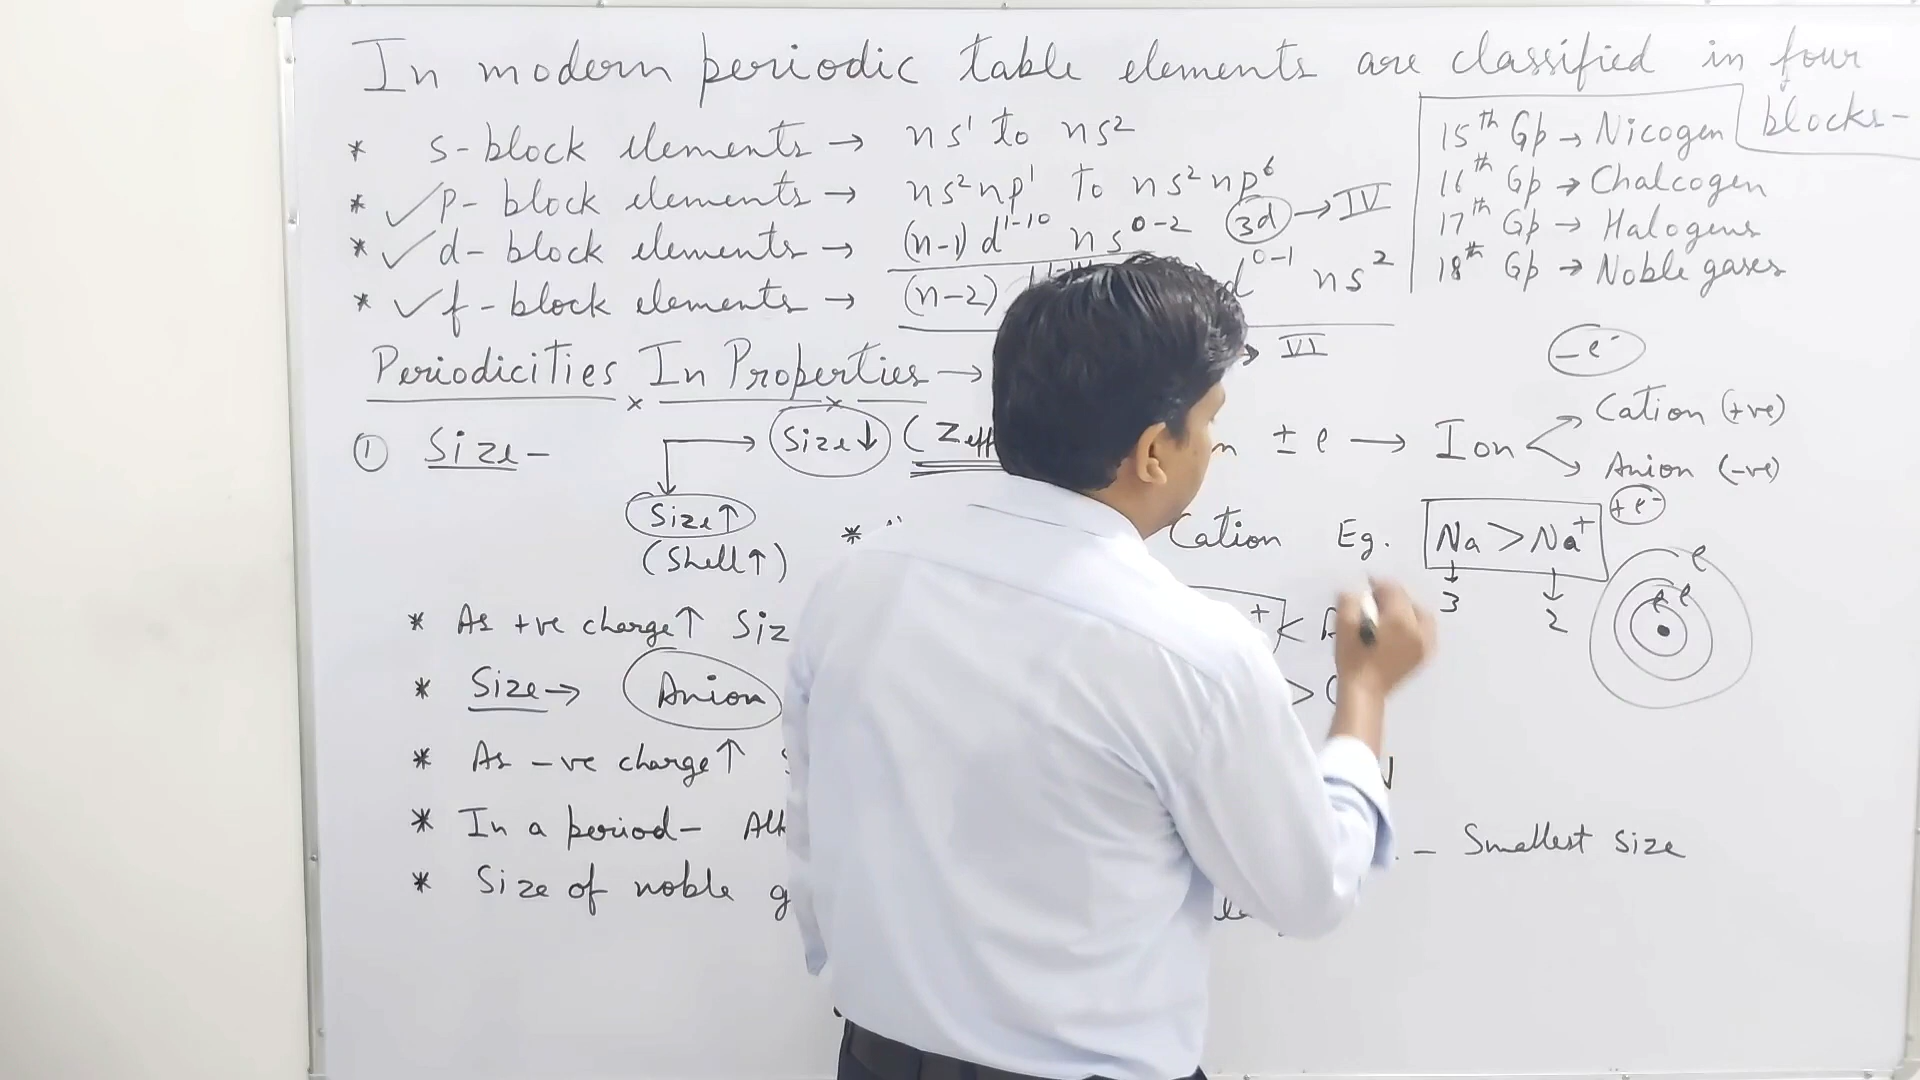 In modern periodic table elements are classified in four
blocks-
* s-block elements → ns¹ to ns²
* ✓ p-block elements → ns²np¹ to ns²np⁶
* ✓ d-block elements → (n-1)d¹⁻¹⁰ ns⁰⁻² 3d → IV
* ✓ f-block elements → (n-2) d⁰⁻¹ ns²
→ VI
15th Gp → Nicogen
16th Gp → Chalcogen
17th Gp → Halogens
18th Gp → Noble gases
Periodicities In Properties →
-e⁻
① Size- Size↓ (Zeff ± e → Ion
Cation (+ve)
Anion (-ve)
Size↑
(Shell↑)
* Cation Eg. Na > Na⁺ +e⁻
3 2
e
e e
* As +ve charge↑ Siz + <
* Size → Anion >
* As -ve charge↑
* In a period- - Smallest size
* Size of noble